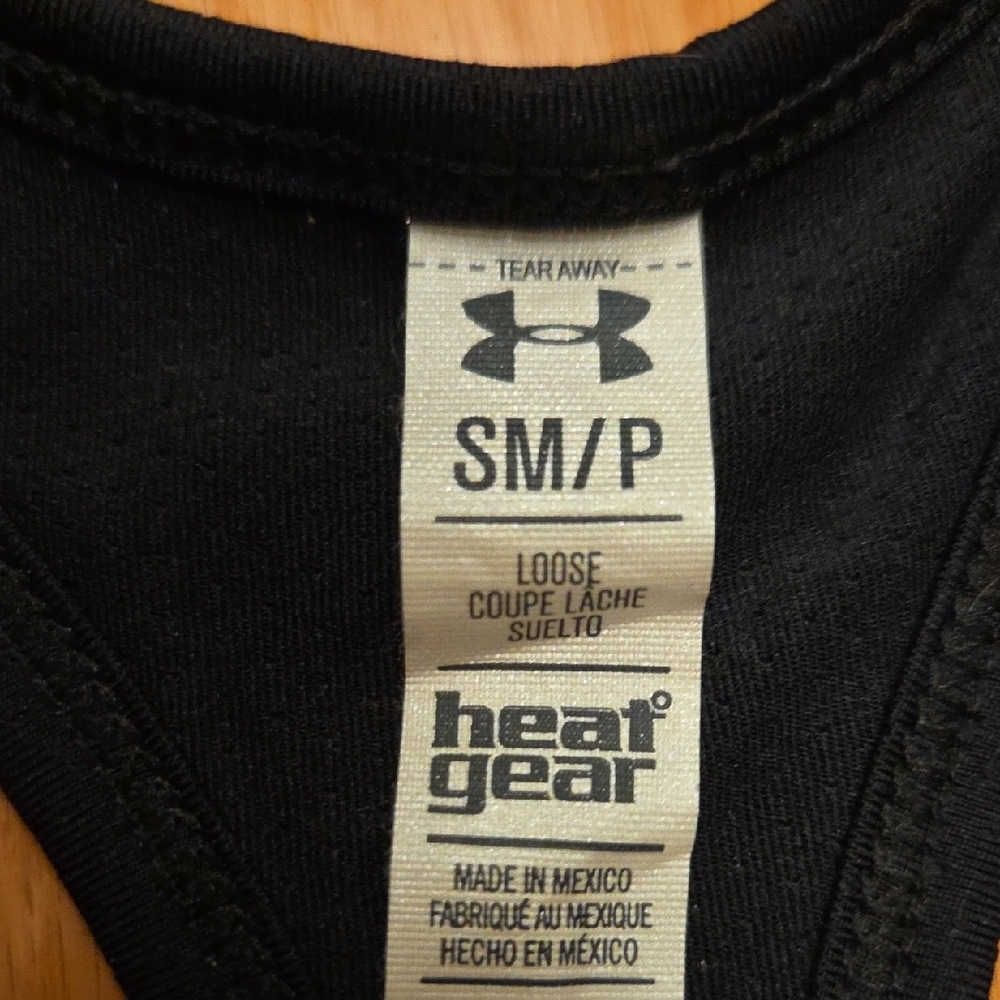 TEAR AWAY
SM/P
LOOSE
COUPE LÂCHE
SUELTO
heat°
gear
MADE IN MEXICO
FABRIQUÉ AU MEXIQUE
HECHO EN MÉXICO